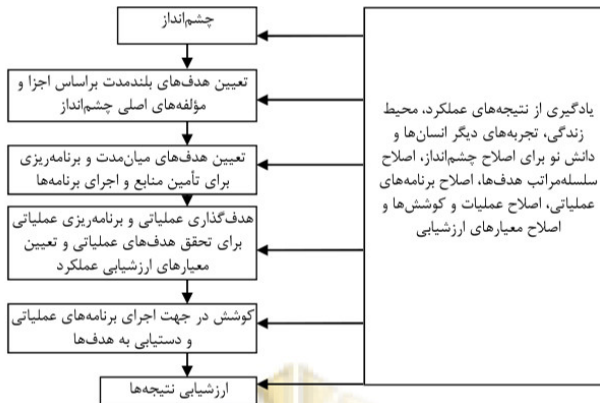 چشم‌انداز
تعیین هدف‌های بلندمدت براساس اجزا و
مؤلفه‌های اصلی چشم‌انداز
تعیین هدف‌های میان‌مدت و برنامه‌ریزی
برای تأمین منابع و اجرای برنامه‌ها
هدف‌گذاری عملیاتی و برنامه‌ریزی عملیاتی
برای تحقق هدف‌های عملیاتی و تعیین
معیارهای ارزشیابی عملکرد
کوشش در جهت اجرای برنامه‌های عملیاتی
و دستیابی به هدف‌ها
ارزشیابی نتیجه‌ها
یادگیری از نتیجه‌های عملکرد، محیط
زندگی، تجربه‌های دیگر انسان‌ها و
دانش نو برای اصلاح چشم‌انداز، اصلاح
سلسله‌مراتب هدف‌ها، اصلاح برنامه‌های
عملیاتی، اصلاح عملیات و کوشش‌ها و
اصلاح معیارهای ارزشیابی